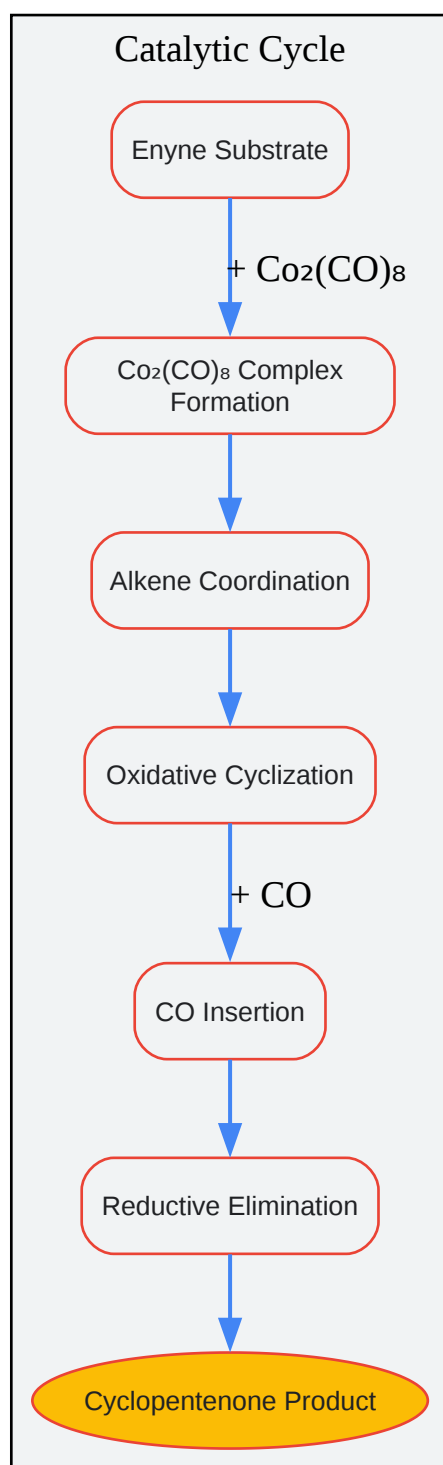 Catalytic Cycle
Enyne Substrate
+ Co₂(CO)₈
Co₂(CO)₈ Complex
Formation
Alkene Coordination
Oxidative Cyclization
+ CO
CO Insertion
Reductive Elimination
Cyclopentenone Product